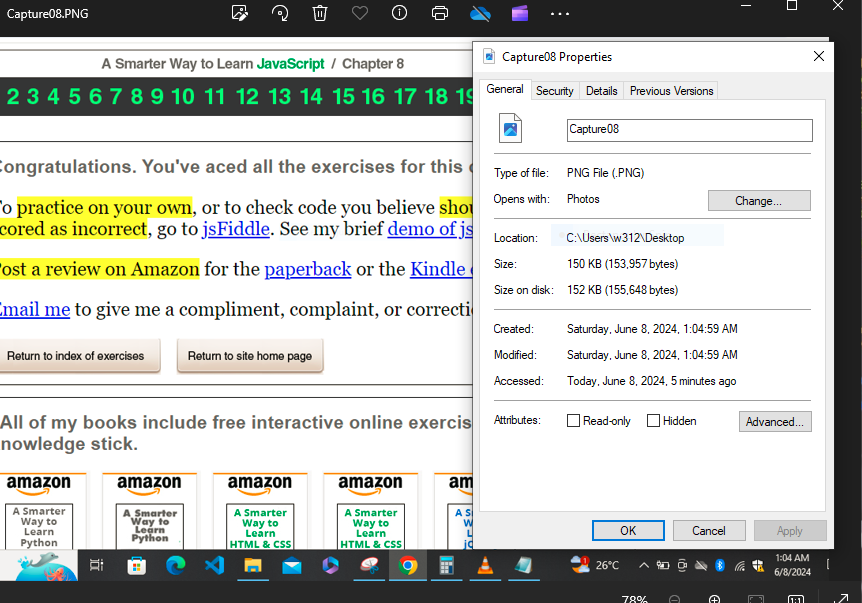 Capture08.PNG
A Smarter Way to Learn JavaScript / Chapter 8
2 3 4 5 6 7 8 9 10 11 12 13 14 15 16 17 18 19
Congratulations. You've aced all the exercises for this
To practice on your own, or to check code you believe
scored as incorrect, go to jsFiddle. See my brief demo of
Post a review on Amazon for the paperback or the Kindle
Email me to give me a compliment, complaint, or
Return to index of exercises
Return to site home page
All of my books include free interactive online
knowledge stick.
amazon
A Smarter
Way to
Learn
Python
amazon
A Smarter
Way to
Learn
Python
amazon
A Smarter
Way to
Learn
HTML & CSS
amazon
A Smarter
Way to
Learn
HTML & CSS
Capture08 Properties
General Security Details Previous Versions
Capture08
Type of file: PNG File (.PNG)
Opens with: Photos Change...
Location: C:\Users\w312\Desktop
Size: 150 KB (153,957 bytes)
Size on disk: 152 KB (155,648 bytes)
Created: Saturday, June 8, 2024, 1:04:59 AM
Modified: Saturday, June 8, 2024, 1:04:59 AM
Accessed: Today, June 8, 2024, 5 minutes ago
Attributes: Read-only Hidden Advanced...
OK Cancel Apply
26°C
1:04 AM
6/8/2024
78%